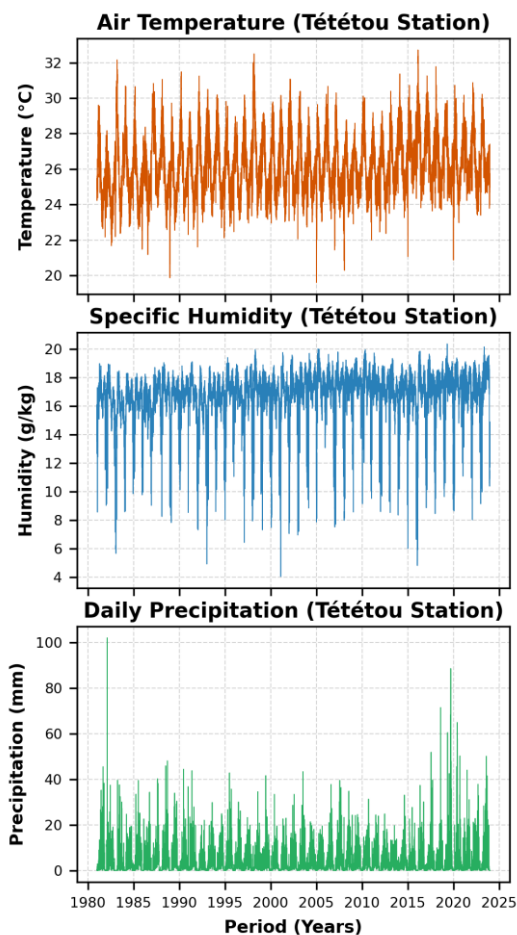 Air Temperature (Tététou Station)
32
30
28
26
24
22
20
Temperature (°C)
Specific Humidity (Tététou Station)
20
18
16
14
12
10
8
6
4
Humidity (g/kg)
Daily Precipitation (Tététou Station)
100
80
60
40
20
0
Precipitation (mm)
1980 1985 1990 1995 2000 2005 2010 2015 2020 2025
Period (Years)